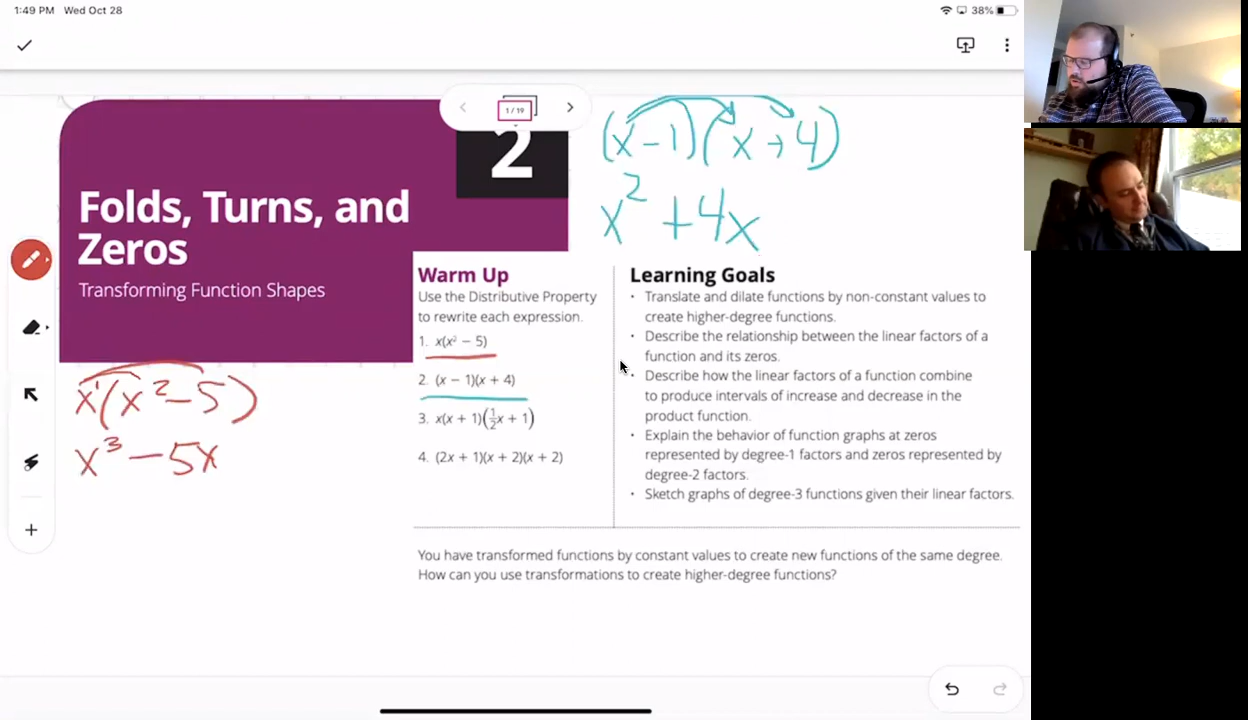 1:49 PM Wed Oct 28
38%
1 / 19
2
Folds, Turns, and
Zeros
Transforming Function Shapes
(x-1)(x+4)
x² +4x
Warm Up
Use the Distributive Property
to rewrite each expression.
1. x(x² − 5)
2. (x − 1)(x + 4)
3. x(x + 1)(½x + 1)
4. (2x + 1)(x + 2)(x + 2)
Learning Goals
• Translate and dilate functions by non-constant values to
create higher-degree functions.
• Describe the relationship between the linear factors of a
function and its zeros.
• Describe how the linear factors of a function combine
to produce intervals of increase and decrease in the
product function.
• Explain the behavior of function graphs at zeros
represented by degree-1 factors and zeros represented by
degree-2 factors.
• Sketch graphs of degree-3 functions given their linear factors.
x¹(x²-5)
x³-5x
You have transformed functions by constant values to create new functions of the same degree.
How can you use transformations to create higher-degree functions?